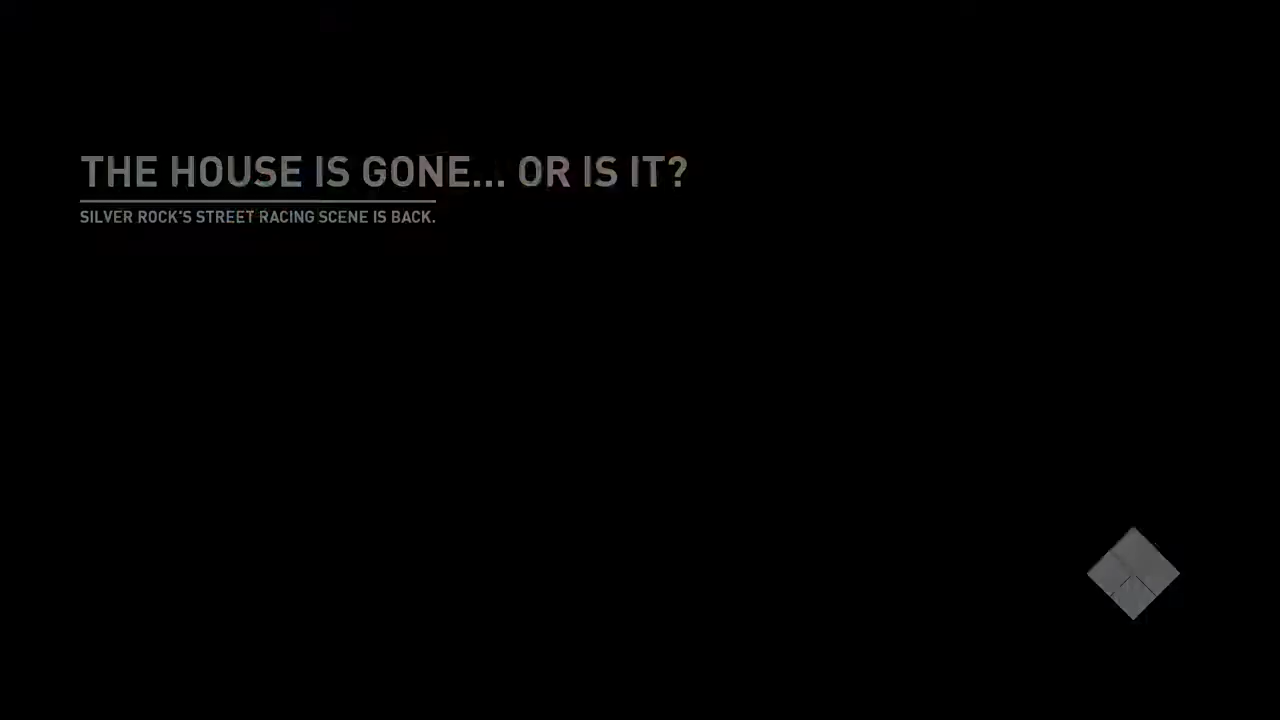 THE HOUSE IS GONE... OR IS IT?
SILVER ROCK'S STREET RACING SCENE IS BACK.